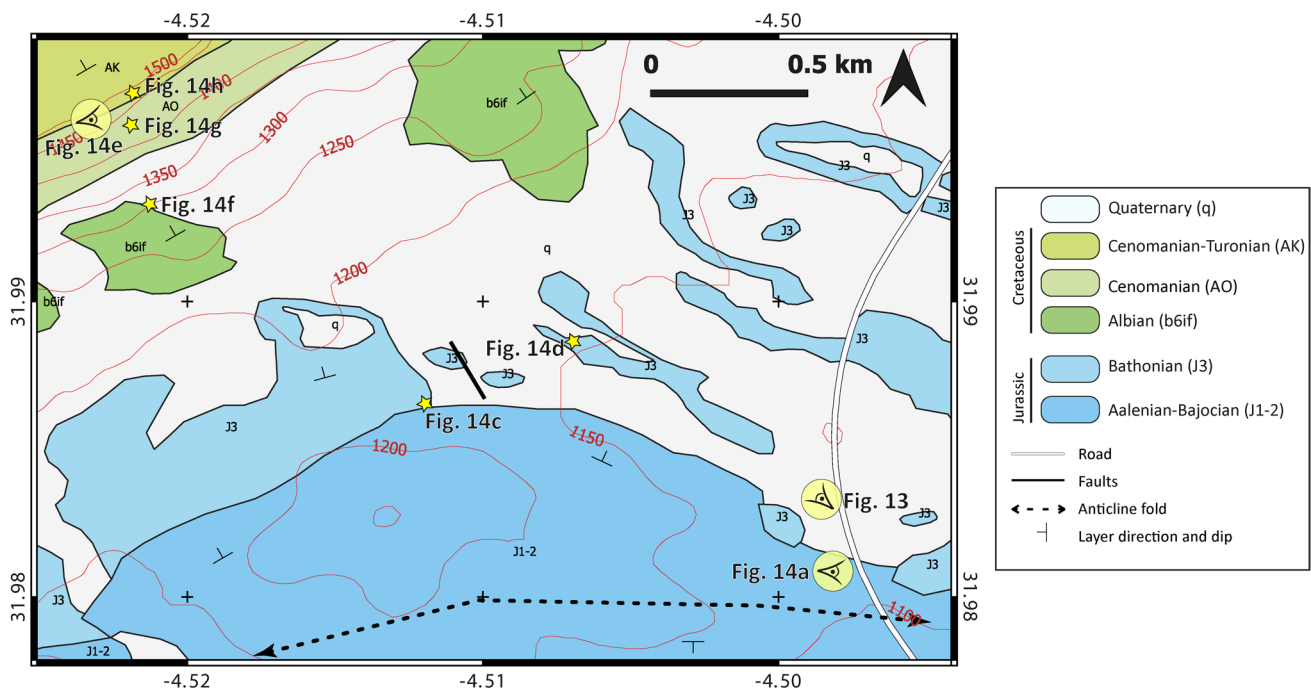 -4.52
-4.51
-4.50
AK
1500
Fig. 14h
1400
AO
Fig. 14g
1450
Fig. 14e
1350
Fig. 14f
b6if
b6if
1300
1250
1200
b6if
0
0.5 km
J3
q
J3
J3
J3
J3
q
31.99
31.99
q
J3
J3
J3
Fig. 14d
J3
J3
Fig. 14c
J3
1200
1150
Fig. 13
J3
J3
J1-2
Fig. 14a
J3
J3
31.98
31.98
1100
J1-2
-4.52
-4.51
-4.50
Quaternary (q)
Cretaceous
Cenomanian-Turonian (AK)
Cenomanian (AO)
Albian (b6if)
Jurassic
Bathonian (J3)
Aalenian-Bajocian (J1-2)
Road
Faults
Anticline fold
Layer direction and dip